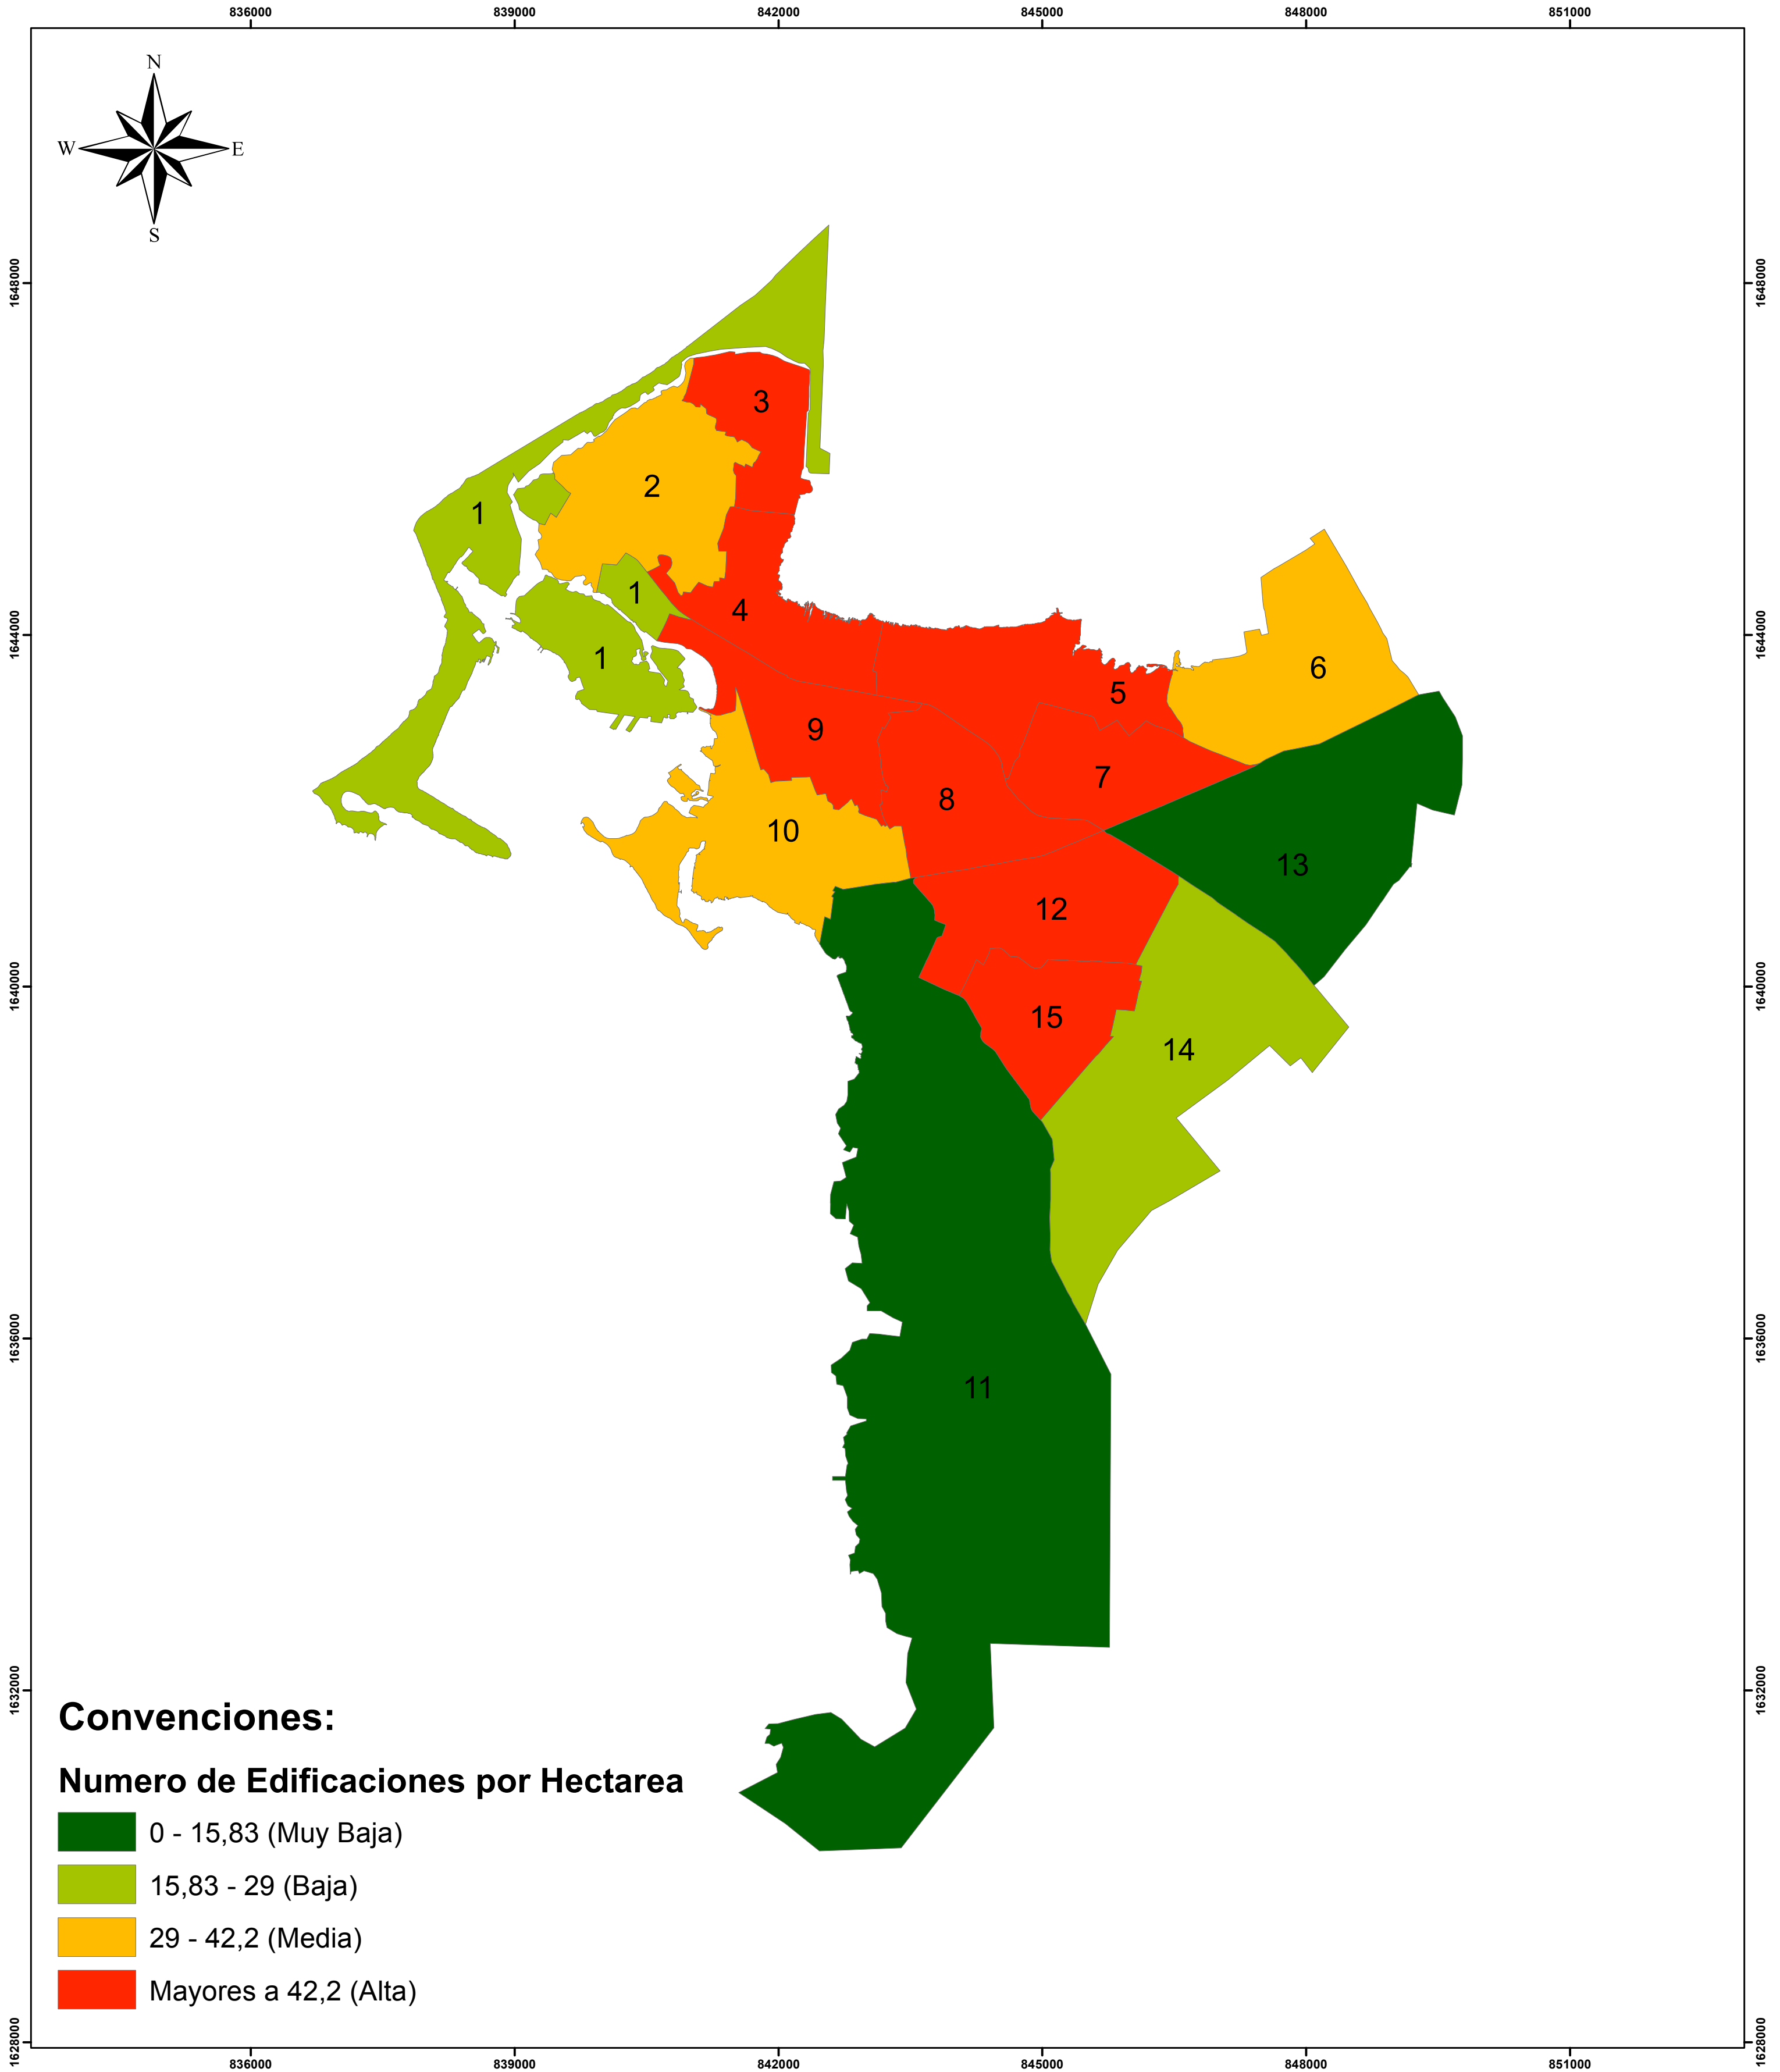 836000 839000 842000 845000 848000 851000
N
W E
S
1648000 1648000
3
2
1
1
4
1644000 1644000
1
6
5
9
7
8
10
13
12
1640000 1640000
15
14
1636000 1636000
11
1632000 1632000
Convenciones:
Numero de Edificaciones por Hectarea
0 - 15,83 (Muy Baja)
15,83 - 29 (Baja)
29 - 42,2 (Media)
Mayores a 42,2 (Alta)
1628000 1628000
836000 839000 842000 845000 848000 851000